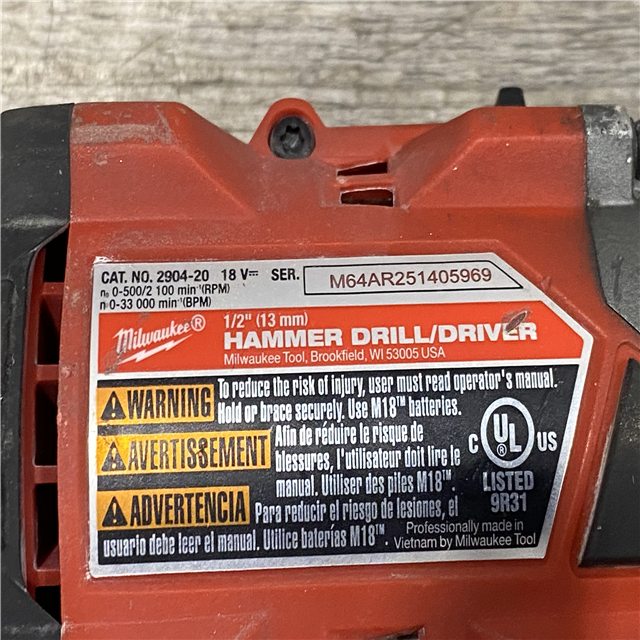 CAT. NO. 2904-20 18 V⎓ SER. M64AR251405969
n₀ 0-500/2 100 min⁻¹(RPM)
n 0-33 000 min⁻¹(BPM)
Milwaukee®
1/2" (13 mm)
HAMMER DRILL/DRIVER
Milwaukee Tool, Brookfield, WI 53005 USA
WARNING To reduce the risk of injury, user must read operator's manual.
Hold or brace securely. Use M18™ batteries.
AVERTISSEMENT Afin de réduire le risque de
blessures, l'utilisateur doit lire le
manual. Utiliser des piles M18™.
ADVERTENCIA Para reducir el riesgo de lesiones, el
usuario debe leer el manual. Utilice baterías M18™.
C UL® US
LISTED
9R31
Professionally made in
Vietnam by Milwaukee Tool